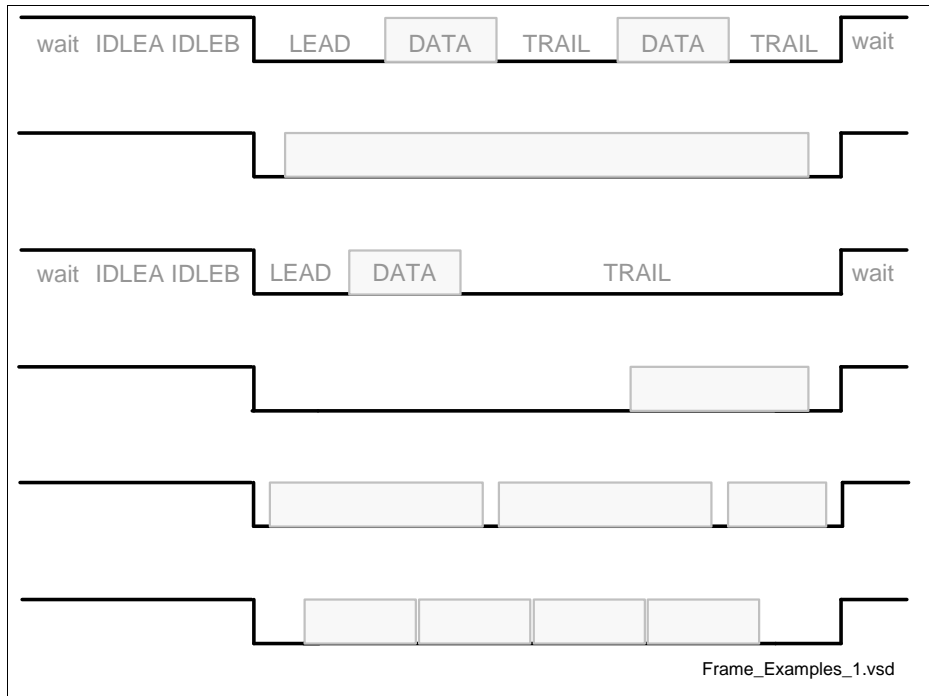 wait IDLEA IDLEB LEAD DATA TRAIL DATA TRAIL wait
wait IDLEA IDLEB LEAD DATA TRAIL wait
Frame_Examples_1.vsd